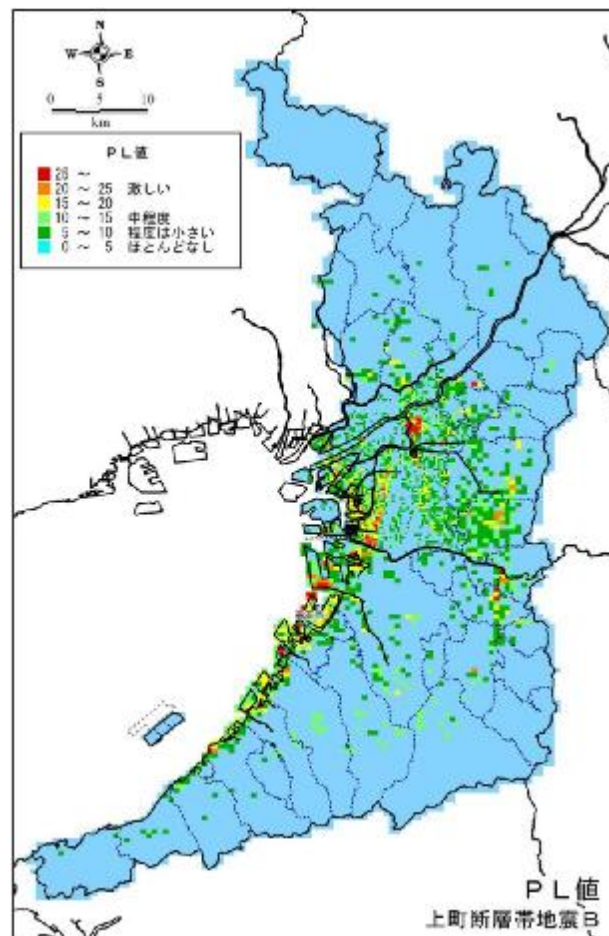 N
W E
S
0 5 10
km
PL値
25 ～
20 ～ 25 激しい
15 ～ 20
10 ～ 15 中程度
5 ～ 10 程度は小さい
0 ～ 5 ほとんどなし
PL値
上町断層帯地震B